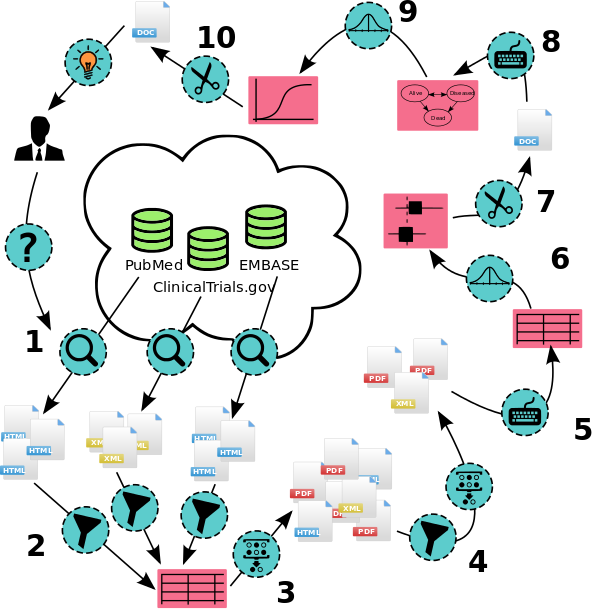 9
DOC
10
8
Alive
Diseased
Dead
DOC
7
?
PubMed
EMBASE
ClinicalTrials.gov
6
1
PDF
PDF
XML
HTML
HTML
HTML
XML
XML
XML
HTML
HTML
HTML
5
2
PDF
PDF
XML
HTML
PDF
3
4